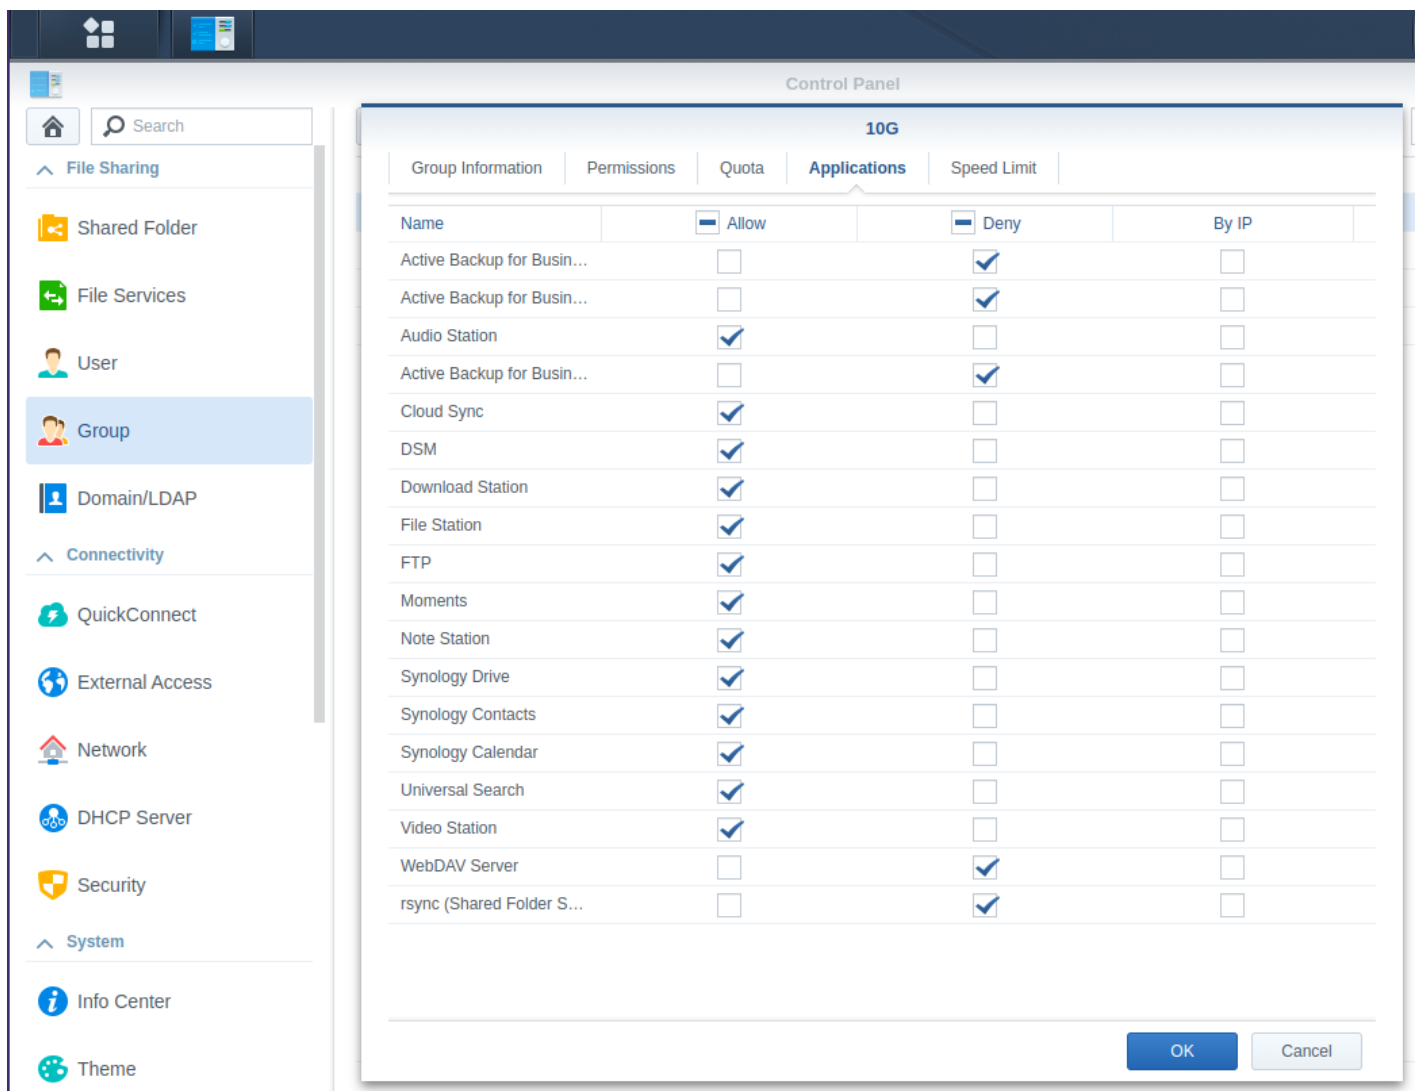 Control Panel
Search
File Sharing
Shared Folder
File Services
User
Group
Domain/LDAP
Connectivity
QuickConnect
External Access
Network
DHCP Server
Security
System
Info Center
Theme
10G
Group Information Permissions Quota Applications Speed Limit
Name Allow Deny By IP
Active Backup for Busin...
Active Backup for Busin...
Audio Station
Active Backup for Busin...
Cloud Sync
DSM
Download Station
File Station
FTP
Moments
Note Station
Synology Drive
Synology Contacts
Synology Calendar
Universal Search
Video Station
WebDAV Server
rsync (Shared Folder S...
OK Cancel